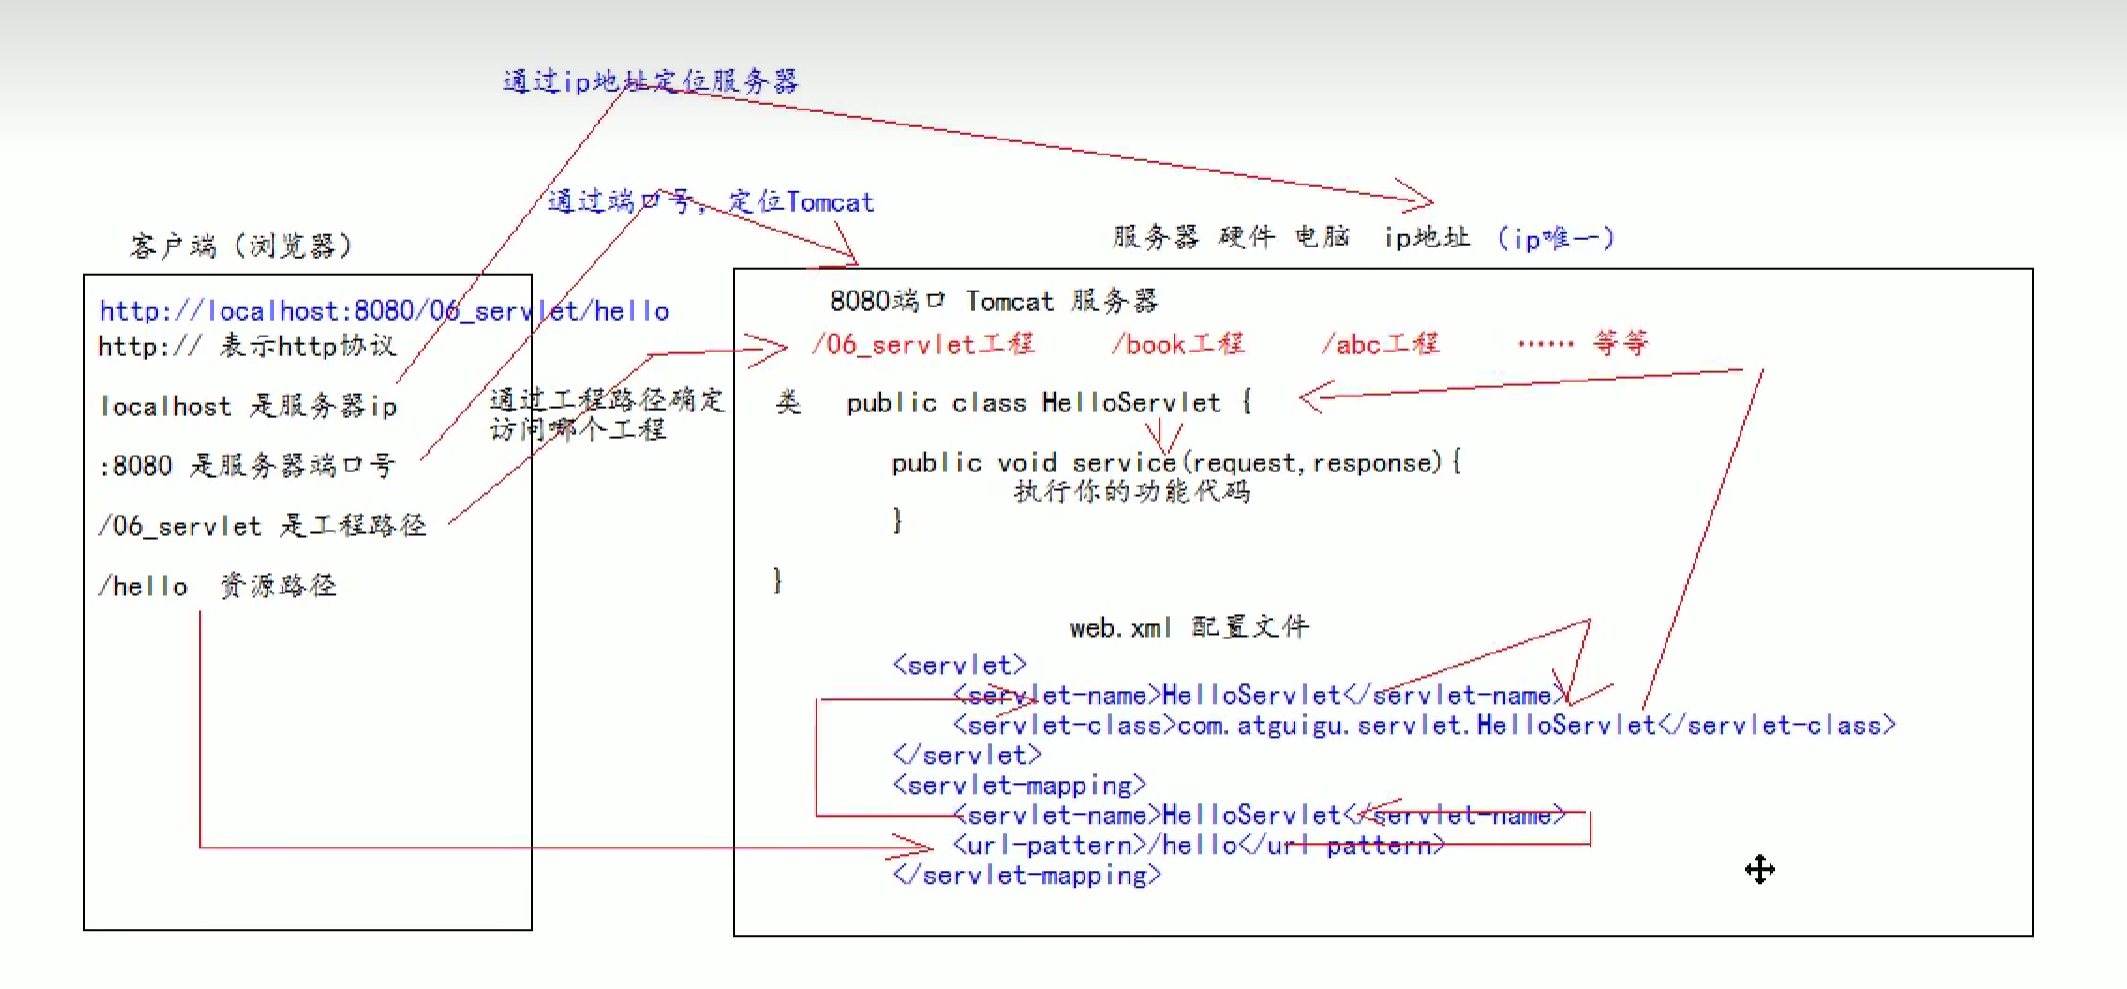 通过ip地址定位服务器
通过端口号，定位Tomcat
客户端（浏览器）
服务器 硬件 电脑 ip地址 （ip唯一）
http://localhost:8080/06_servlet/hello
http:// 表示http协议
localhost 是服务器ip
:8080 是服务器端口号
/06_servlet 是工程路径
/hello 资源路径
通过工程路径确定
访问哪个工程
8080端口 Tomcat 服务器
/06_servlet工程 /book工程 /abc工程 …… 等等
类 public class HelloServlet {
public void service(request,response){
执行你的功能代码
}
}
web.xml 配置文件
<servlet>
<servlet-name>HelloServlet</servlet-name>
<servlet-class>com.atguigu.servlet.HelloServlet</servlet-class>
</servlet>
<servlet-mapping>
<servlet-name>HelloServlet</servlet-name>
<url-pattern>/hello</url-pattern>
</servlet-mapping>